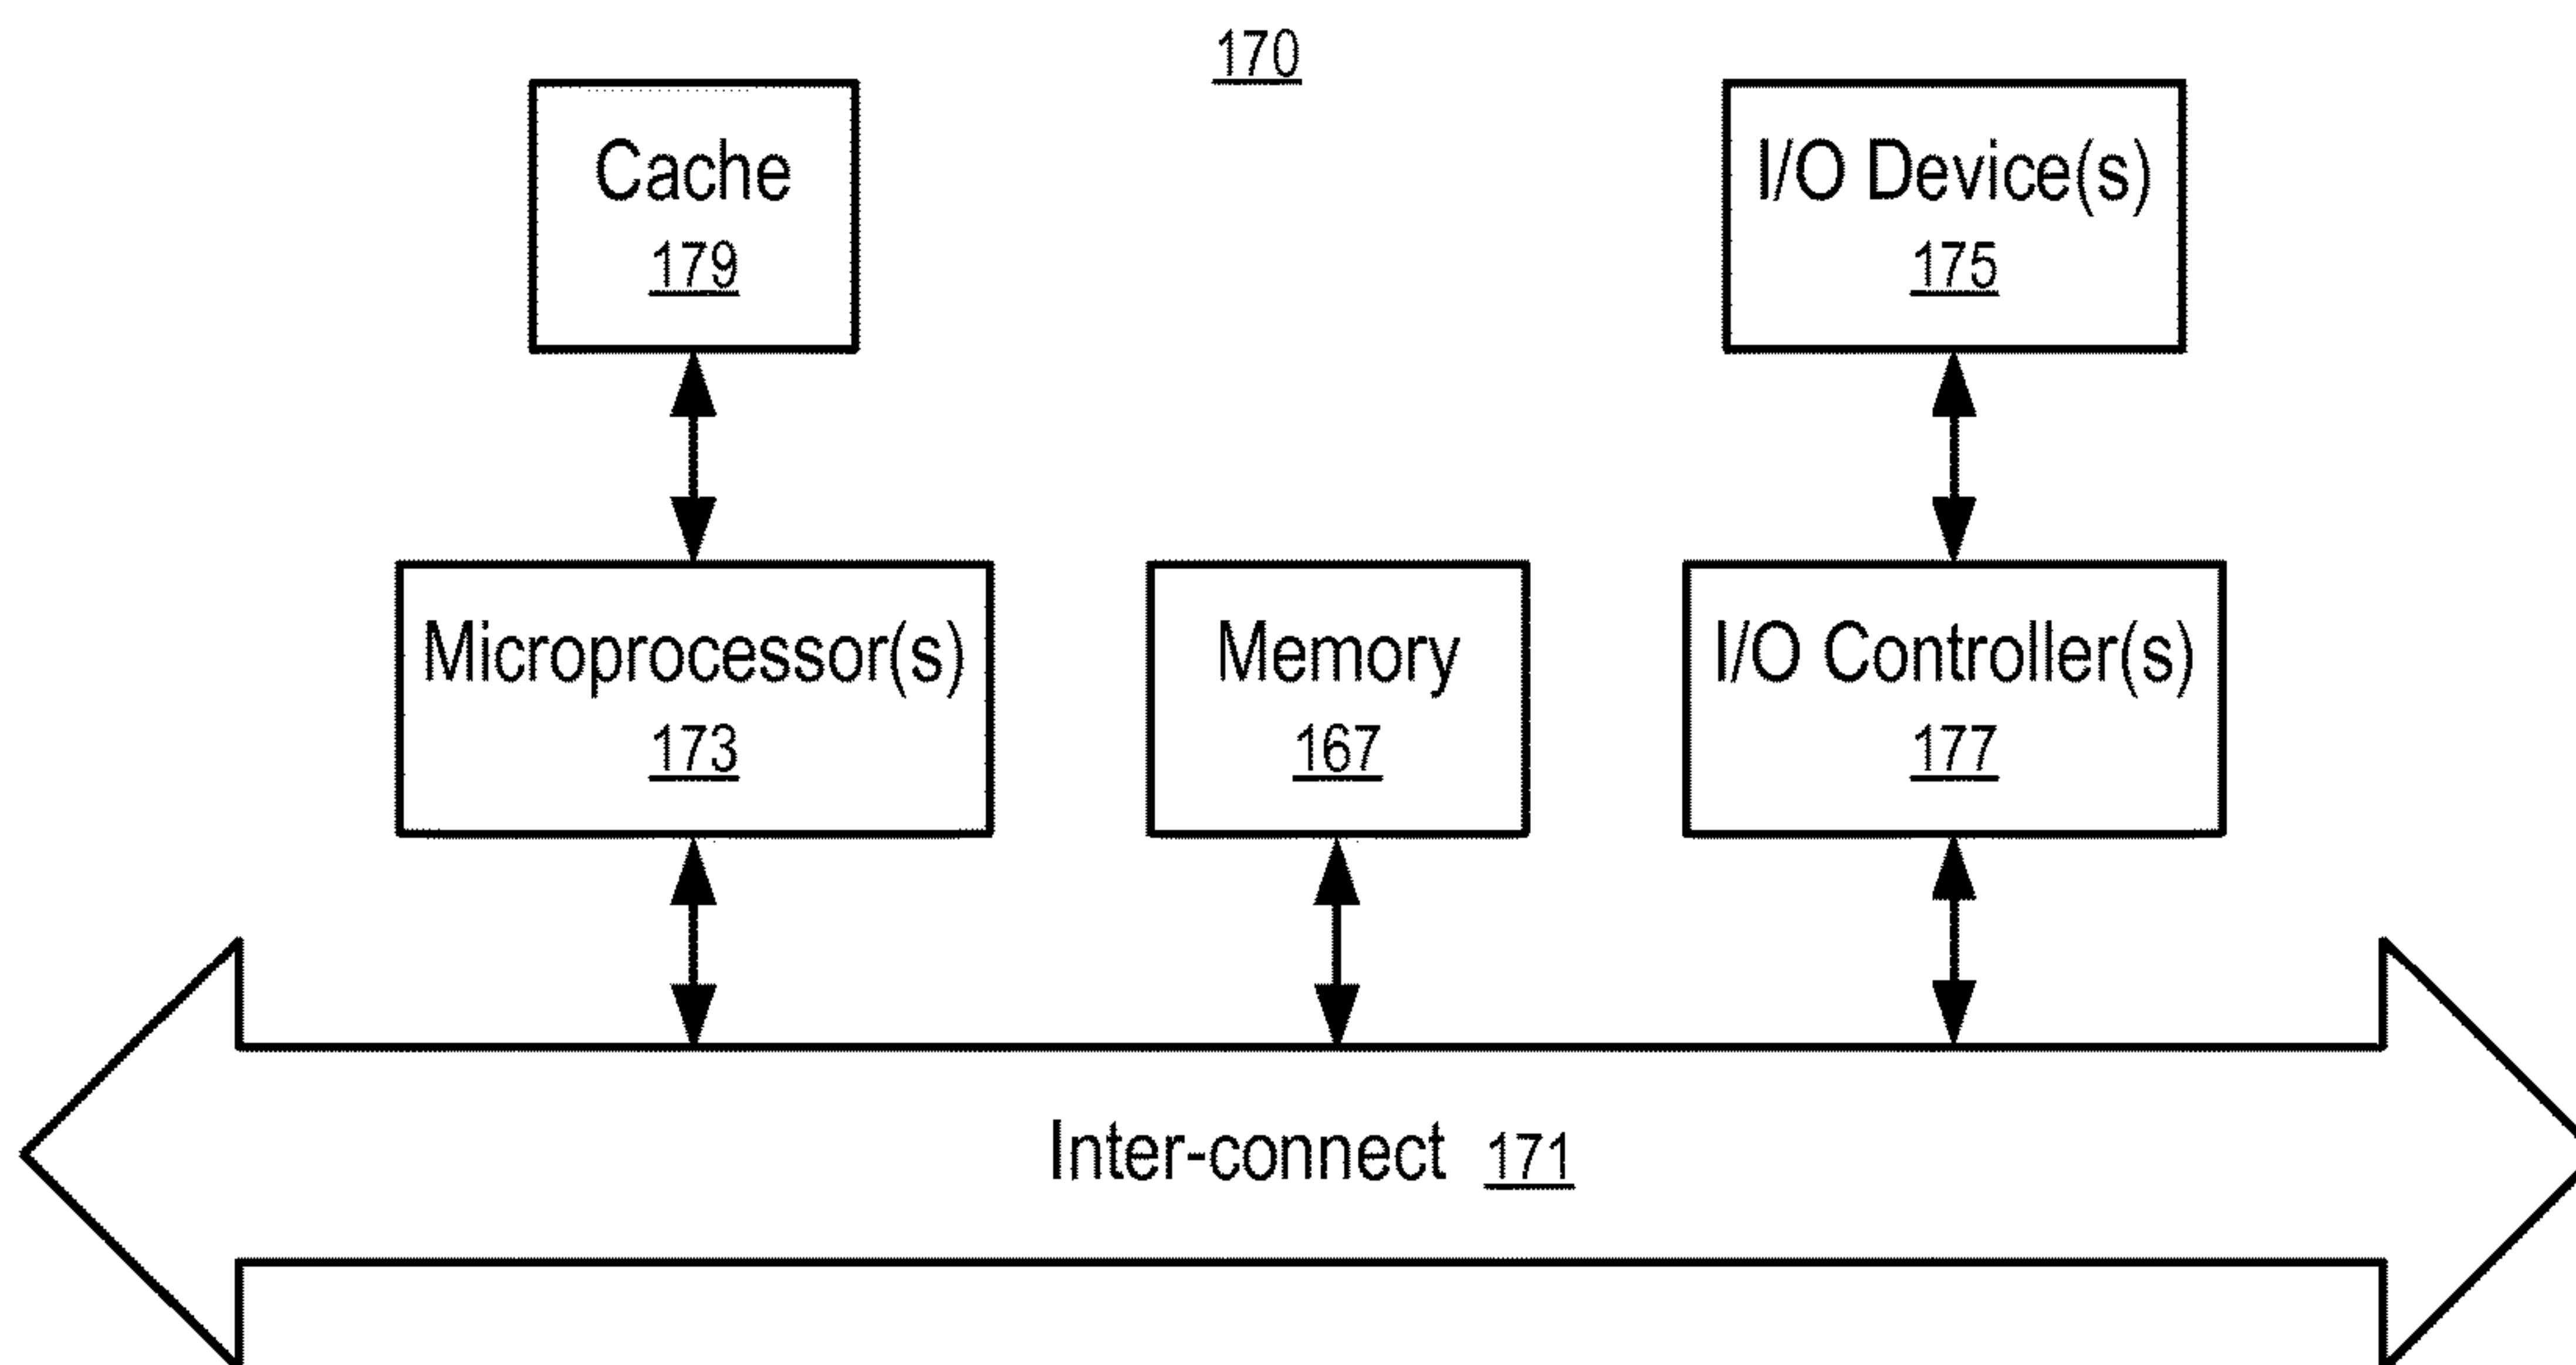 170
Cache
179
I/O Device(s)
175
Microprocessor(s)
173
Memory
167
I/O Controller(s)
177
Inter-connect 171